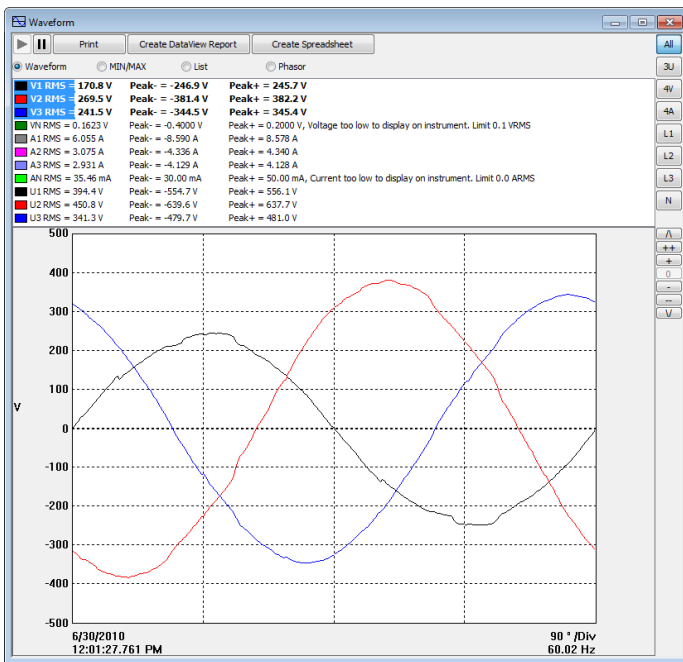 Waveform
Print Create DataView Report Create Spreadsheet All
Waveform MIN/MAX List Phasor 3U
V1 RMS = 170.8 V Peak- = -246.9 V Peak+ = 245.7 V
V2 RMS = 269.5 V Peak- = -381.4 V Peak+ = 382.2 V 4V
V3 RMS = 241.5 V Peak- = -344.5 V Peak+ = 345.4 V
VN RMS = 0.1623 V Peak- = -0.4000 V Peak+ = 0.2000 V, Voltage too low to display on instrument. Limit 0.1 VRMS 4A
A1 RMS = 6.055 A Peak- = -8.590 A Peak+ = 8.578 A L1
A2 RMS = 3.075 A Peak- = -4.336 A Peak+ = 4.340 A
A3 RMS = 2.931 A Peak- = -4.129 A Peak+ = 4.128 A L2
AN RMS = 35.46 mA Peak- = 30.00 mA Peak+ = 50.00 mA, Current too low to display on instrument. Limit 0.0 ARMS
U1 RMS = 394.4 V Peak- = -554.7 V Peak+ = 556.1 V L3
U2 RMS = 450.8 V Peak- = -639.6 V Peak+ = 637.7 V
U3 RMS = 341.3 V Peak- = -479.7 V Peak+ = 481.0 V N
500
/\
++
400
+
0
-
300
--
\/
200
100
V
0
-100
-200
-300
-400
-500
6/30/2010 90 ° /Div
12:01:27.761 PM 60.02 Hz